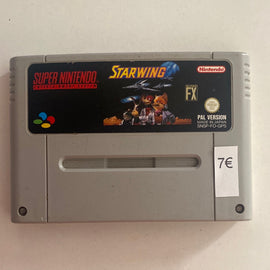 SUPER NINTENDO
ENTERTAINMENT SYSTEM
STARWING
Nintendo
FX
PAL VERSION
MADE IN JAPAN
SNSP-FO-GPS
7€